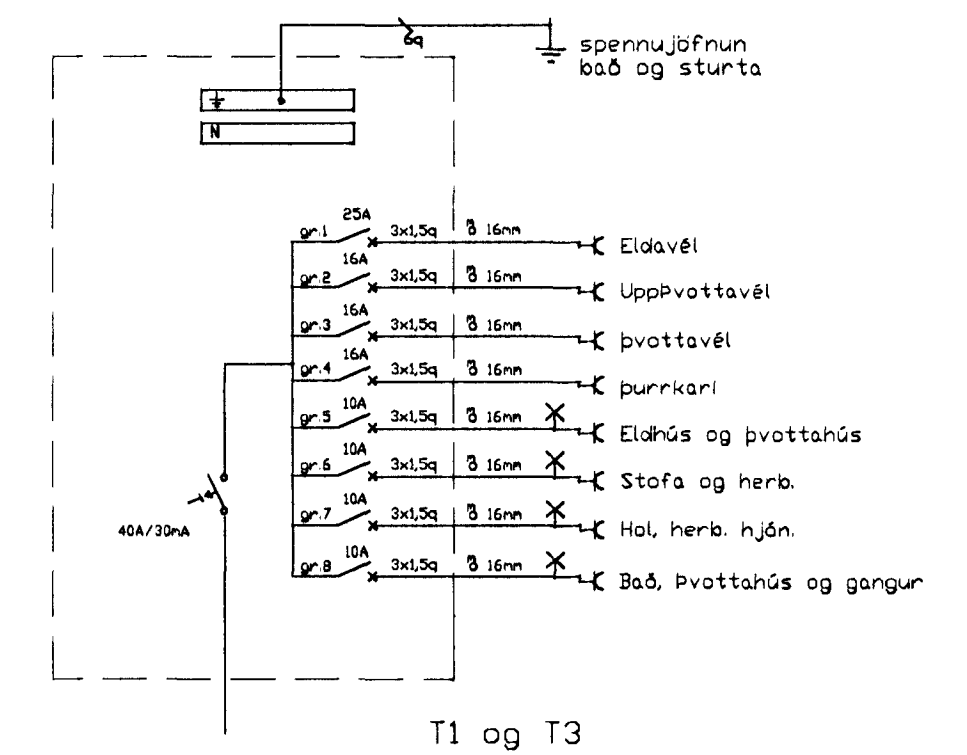 6q
spennujöfnun
bað og sturta
N
25A
gr.1 3x1,5q 16mm Eldavél
16A
gr.2 3x1,5q 16mm UppÞvottavél
16A
gr.3 3x1,5q 16mm þvottavél
16A
gr.4 3x1,5q 16mm þurrkari
10A
gr.5 3x1,5q 16mm Eldhús og þvottahús
10A
gr.6 3x1,5q 16mm Stofa og herb.
10A
gr.7 3x1,5q 16mm Hol, herb. hjón.
10A
gr.8 3x1,5q 16mm Bað, Þvottahús og gangur
40A/30mA
T1 og T3